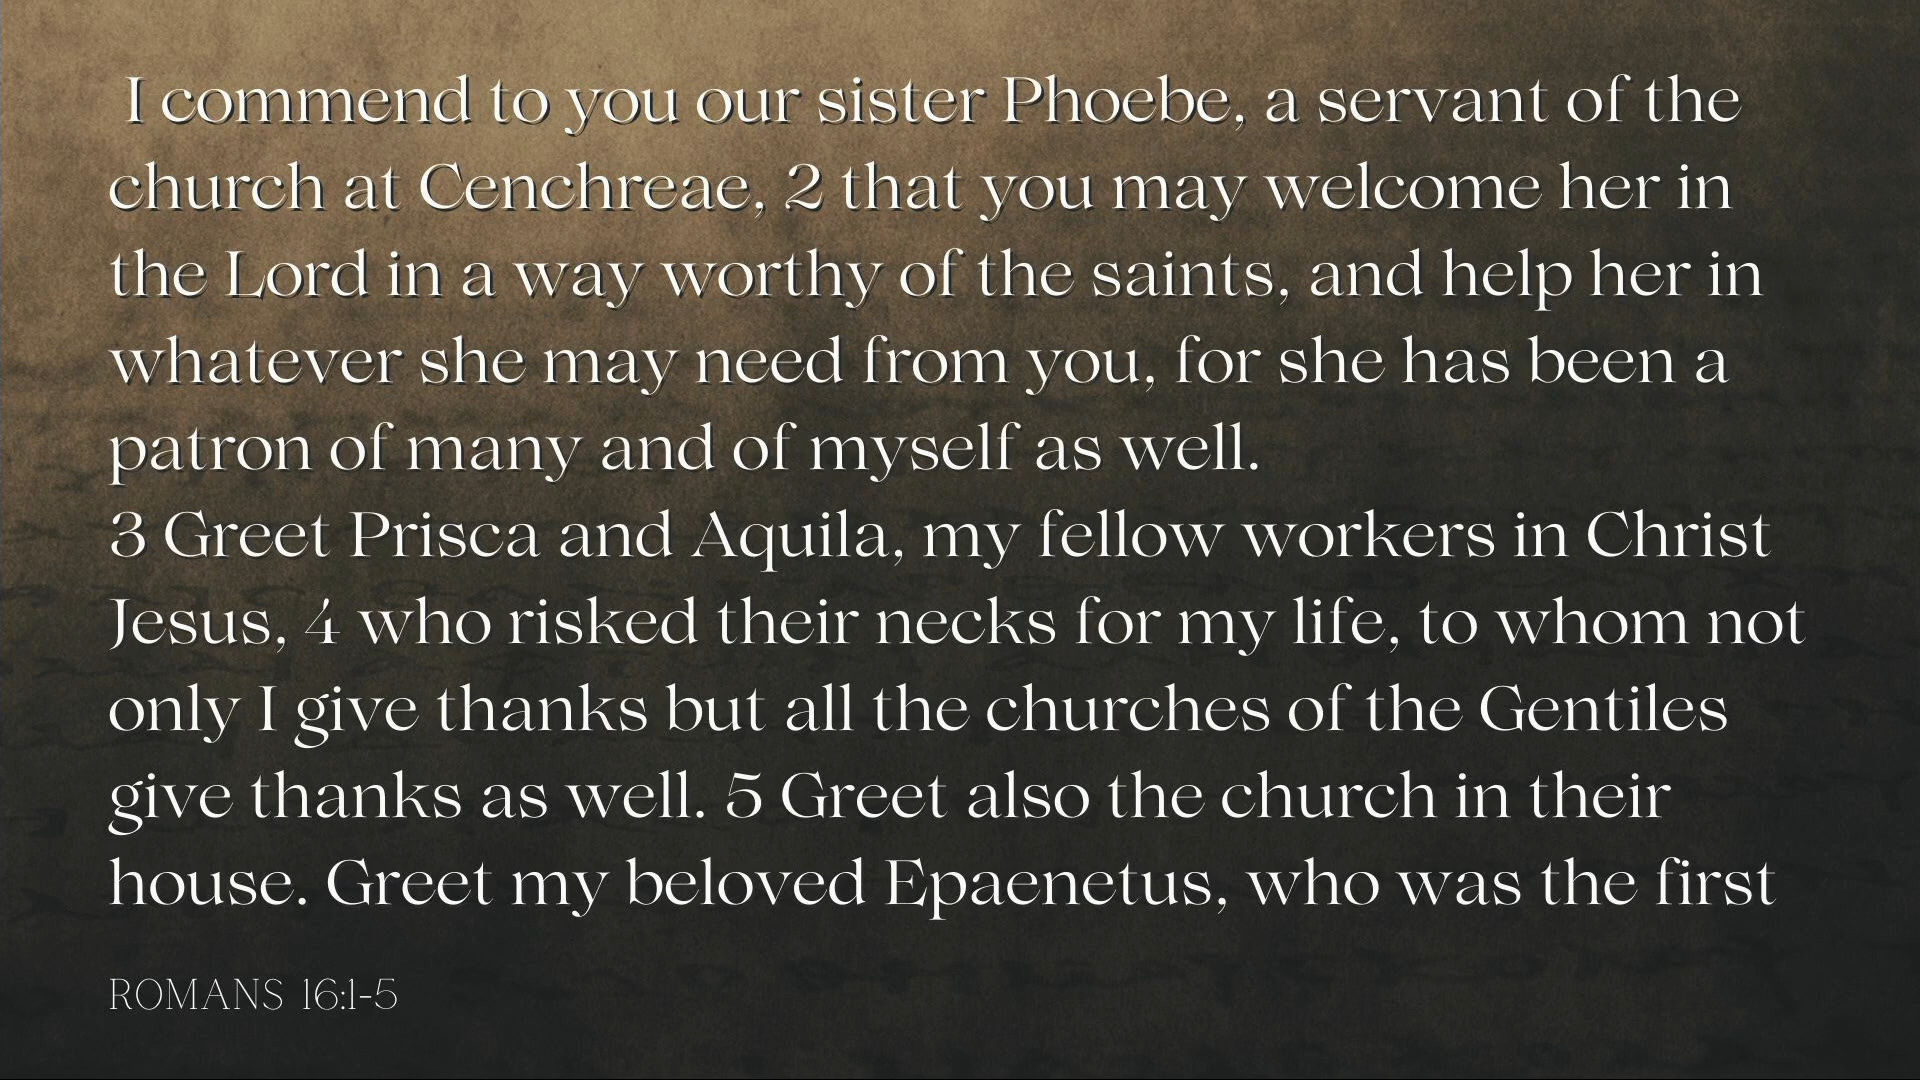 I commend to you our sister Phoebe, a servant of the
church at Cenchreae, 2 that you may welcome her in
the Lord in a way worthy of the saints, and help her in
whatever she may need from you, for she has been a
patron of many and of myself as well.
3 Greet Prisca and Aquila, my fellow workers in Christ
Jesus, 4 who risked their necks for my life, to whom not
only I give thanks but all the churches of the Gentiles
give thanks as well. 5 Greet also the church in their
house. Greet my beloved Epaenetus, who was the first
ROMANS 16:1-5